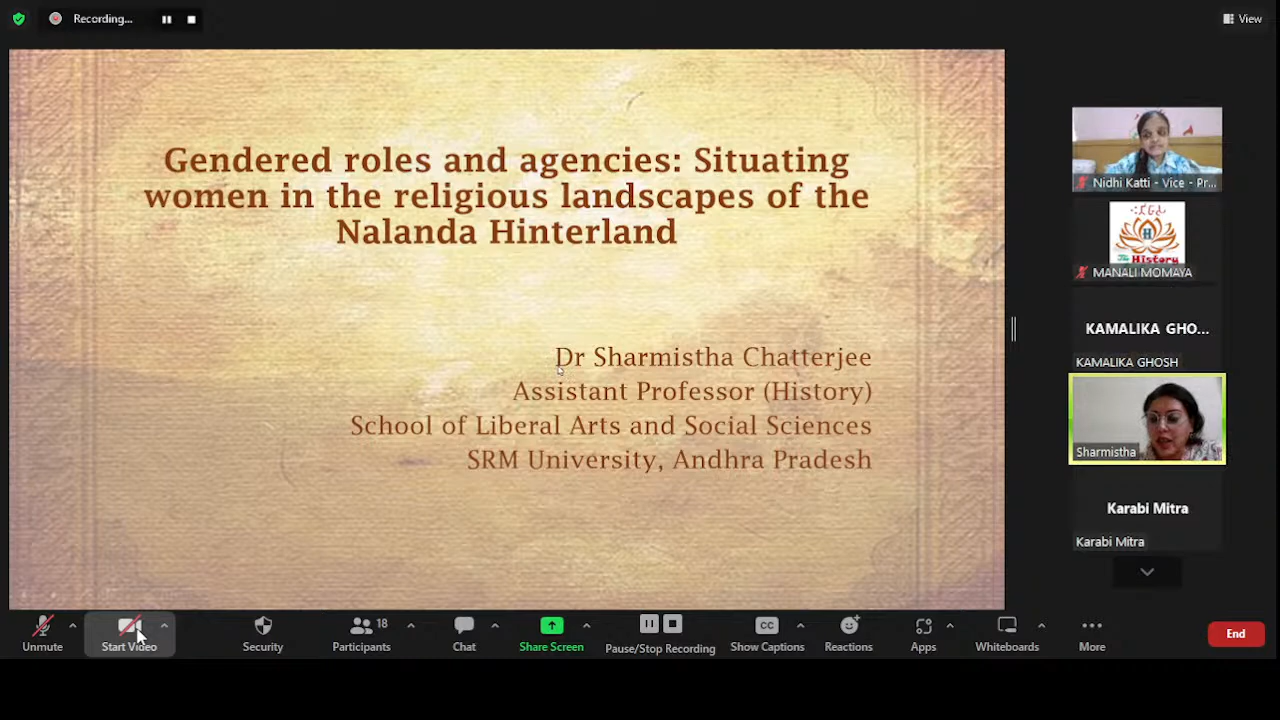 Recording...
View
Gendered roles and agencies: Situating
women in the religious landscapes of the
Nalanda Hinterland
Dr Sharmistha Chatterjee
Assistant Professor (History)
School of Liberal Arts and Social Sciences
SRM University, Andhra Pradesh
Nidhi Katti - Vice - Pr...
History
MANALI MOMAYA
KAMALIKA GHO...
KAMALIKA GHOSH
Sharmistha
Karabi Mitra
Karabi Mitra
Unmute
Start Video
Security
18
Participants
Chat
Share Screen
Pause/Stop Recording
CC
Show Captions
Reactions
Apps
Whiteboards
More
End